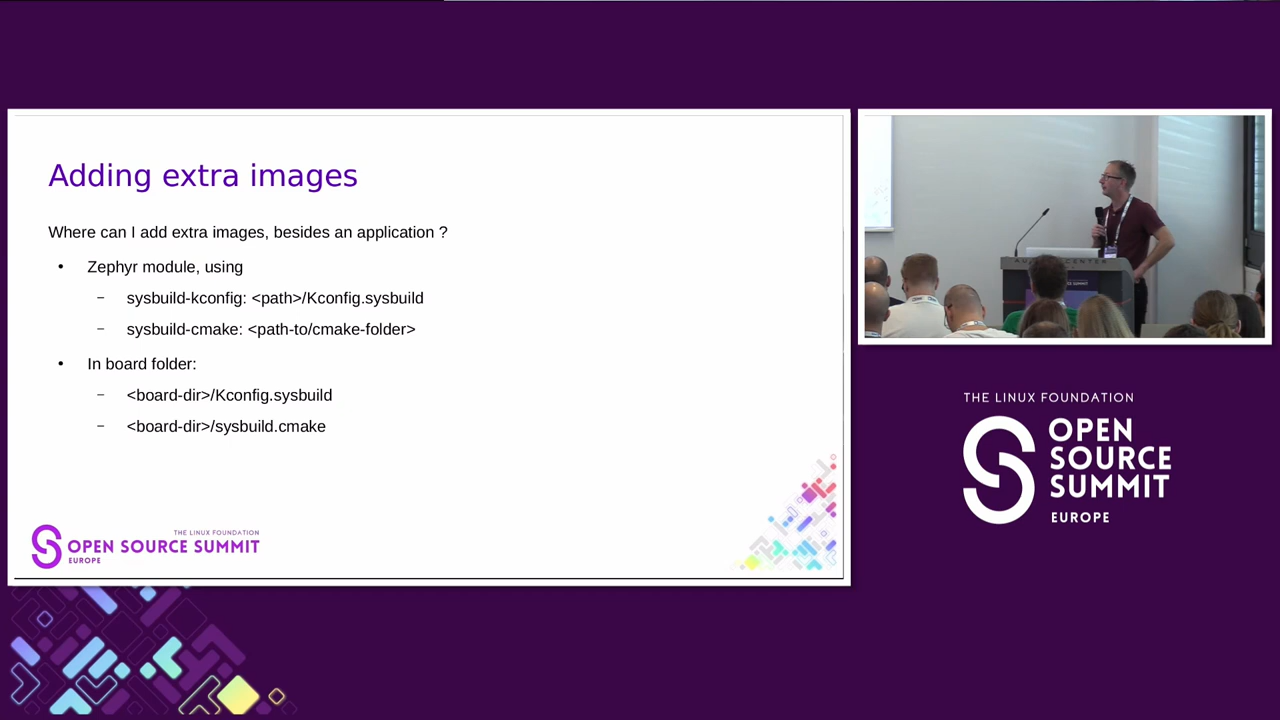 Adding extra images
Where can I add extra images, besides an application ?
• Zephyr module, using
– sysbuild-kconfig: <path>/Kconfig.sysbuild
– sysbuild-cmake: <path-to/cmake-folder>
• In board folder:
– <board-dir>/Kconfig.sysbuild
– <board-dir>/sysbuild.cmake
THE LINUX FOUNDATION
OPEN SOURCE SUMMIT
EUROPE
THE LINUX FOUNDATION
OPEN
SOURCE
SUMMIT
EUROPE